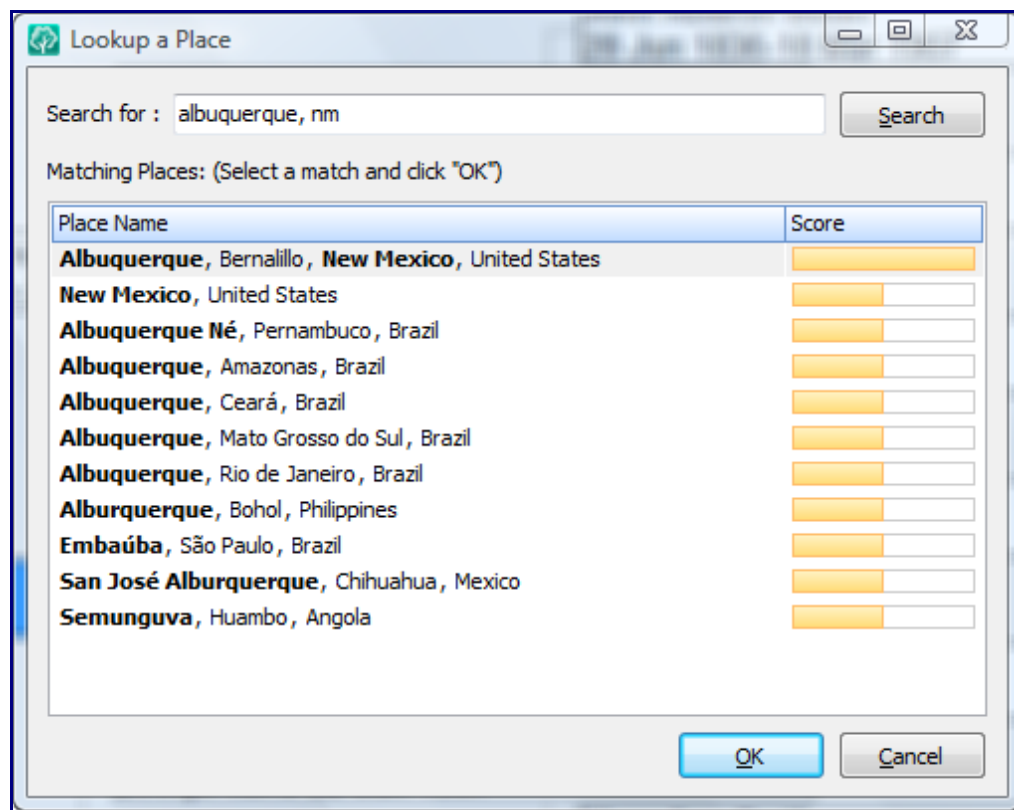 Lookup a Place
Search for : albuquerque, nm Search
Matching Places: (Select a match and click "OK")
Place Name Score
Albuquerque, Bernalillo, New Mexico, United States
New Mexico, United States
Albuquerque Né, Pernambuco, Brazil
Albuquerque, Amazonas, Brazil
Albuquerque, Ceará, Brazil
Albuquerque, Mato Grosso do Sul, Brazil
Albuquerque, Rio de Janeiro, Brazil
Alburquerque, Bohol, Philippines
Embaúba, São Paulo, Brazil
San José Alburquerque, Chihuahua, Mexico
Semunguva, Huambo, Angola
OK Cancel